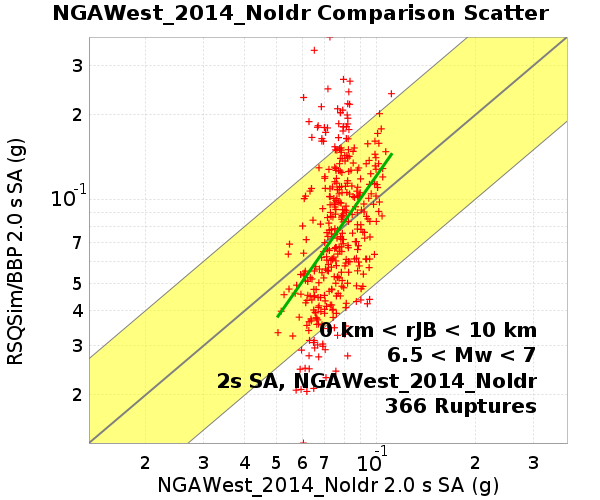 NGAWest_2014_NoIdr Comparison Scatter
RSQSim/BBP 2.0 s SA (g)
3
2
10^-1
7
5
4
3
2
0 km < rJB < 10 km
6.5 < Mw < 7
2s SA, NGAWest_2014_NoIdr
366 Ruptures
2 3 4 5 6 7 10^-1 2 3
NGAWest_2014_NoIdr 2.0 s SA (g)